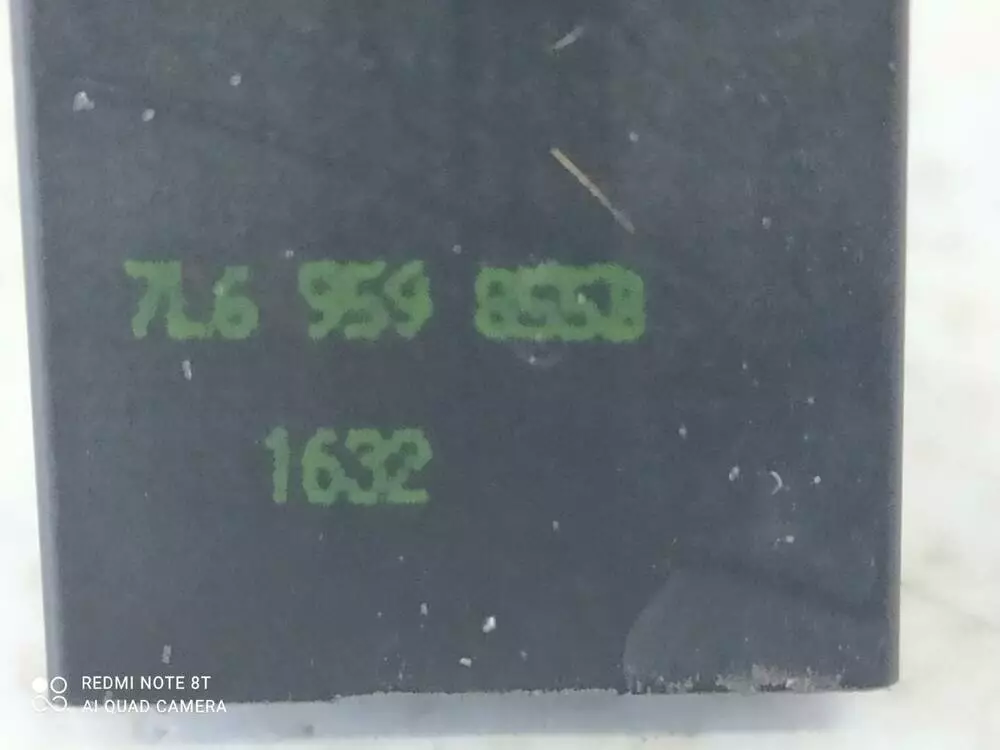 7L6 959 855B
1632
REDMI NOTE 8T
AI QUAD CAMERA